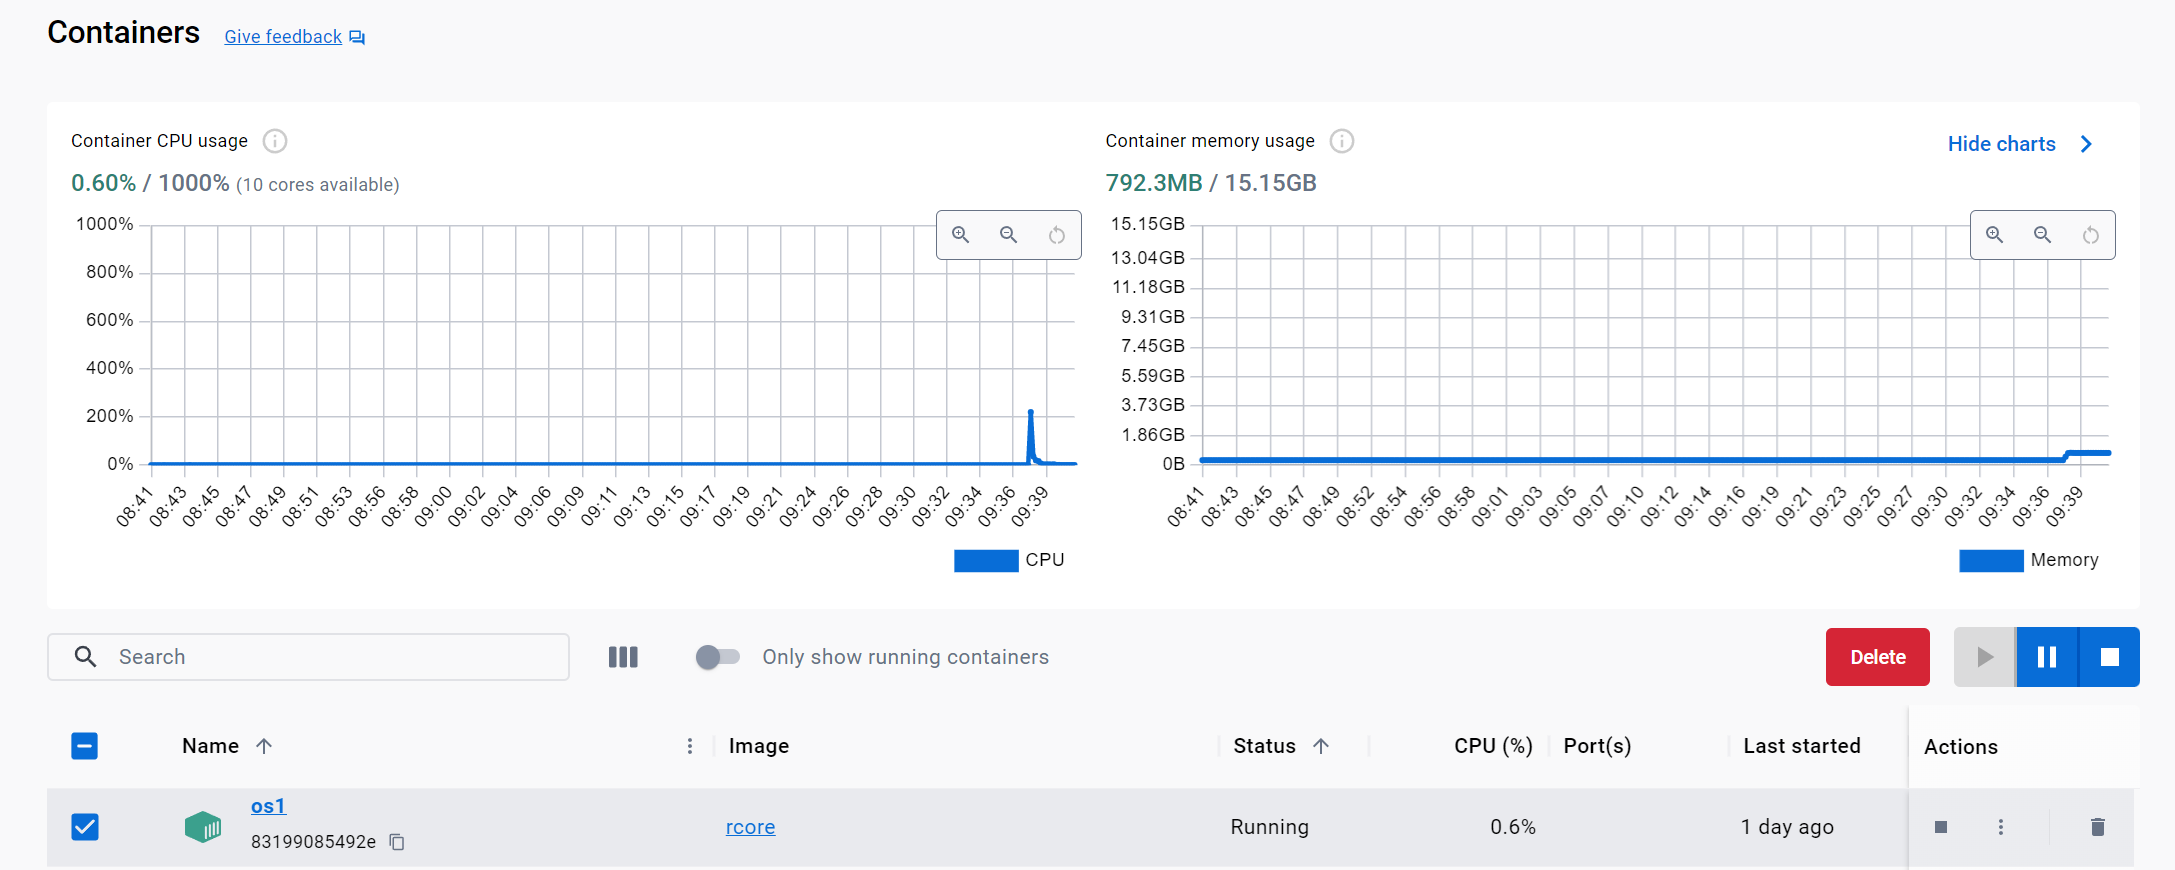 Containers Give feedback
Container CPU usage
0.60% / 1000% (10 cores available)
1000%
800%
600%
400%
200%
0%
08:41 08:43 08:45 08:47 08:49 08:51 08:53 08:56 08:58 09:00 09:02 09:04 09:06 09:09 09:11 09:13 09:15 09:17 09:19 09:21 09:24 09:26 09:28 09:30 09:32 09:34 09:36 09:39
CPU
Container memory usage
Hide charts
792.3MB / 15.15GB
15.15GB
13.04GB
11.18GB
9.31GB
7.45GB
5.59GB
3.73GB
1.86GB
0B
08:41 08:43 08:45 08:47 08:49 08:52 08:54 08:56 08:58 09:01 09:03 09:05 09:07 09:10 09:12 09:14 09:16 09:19 09:21 09:23 09:25 09:27 09:30 09:32 09:34 09:36 09:39
Memory
Search Only show running containers Delete
Name Image Status CPU (%) Port(s) Last started Actions
os1
83199085492e
rcore Running 0.6% 1 day ago